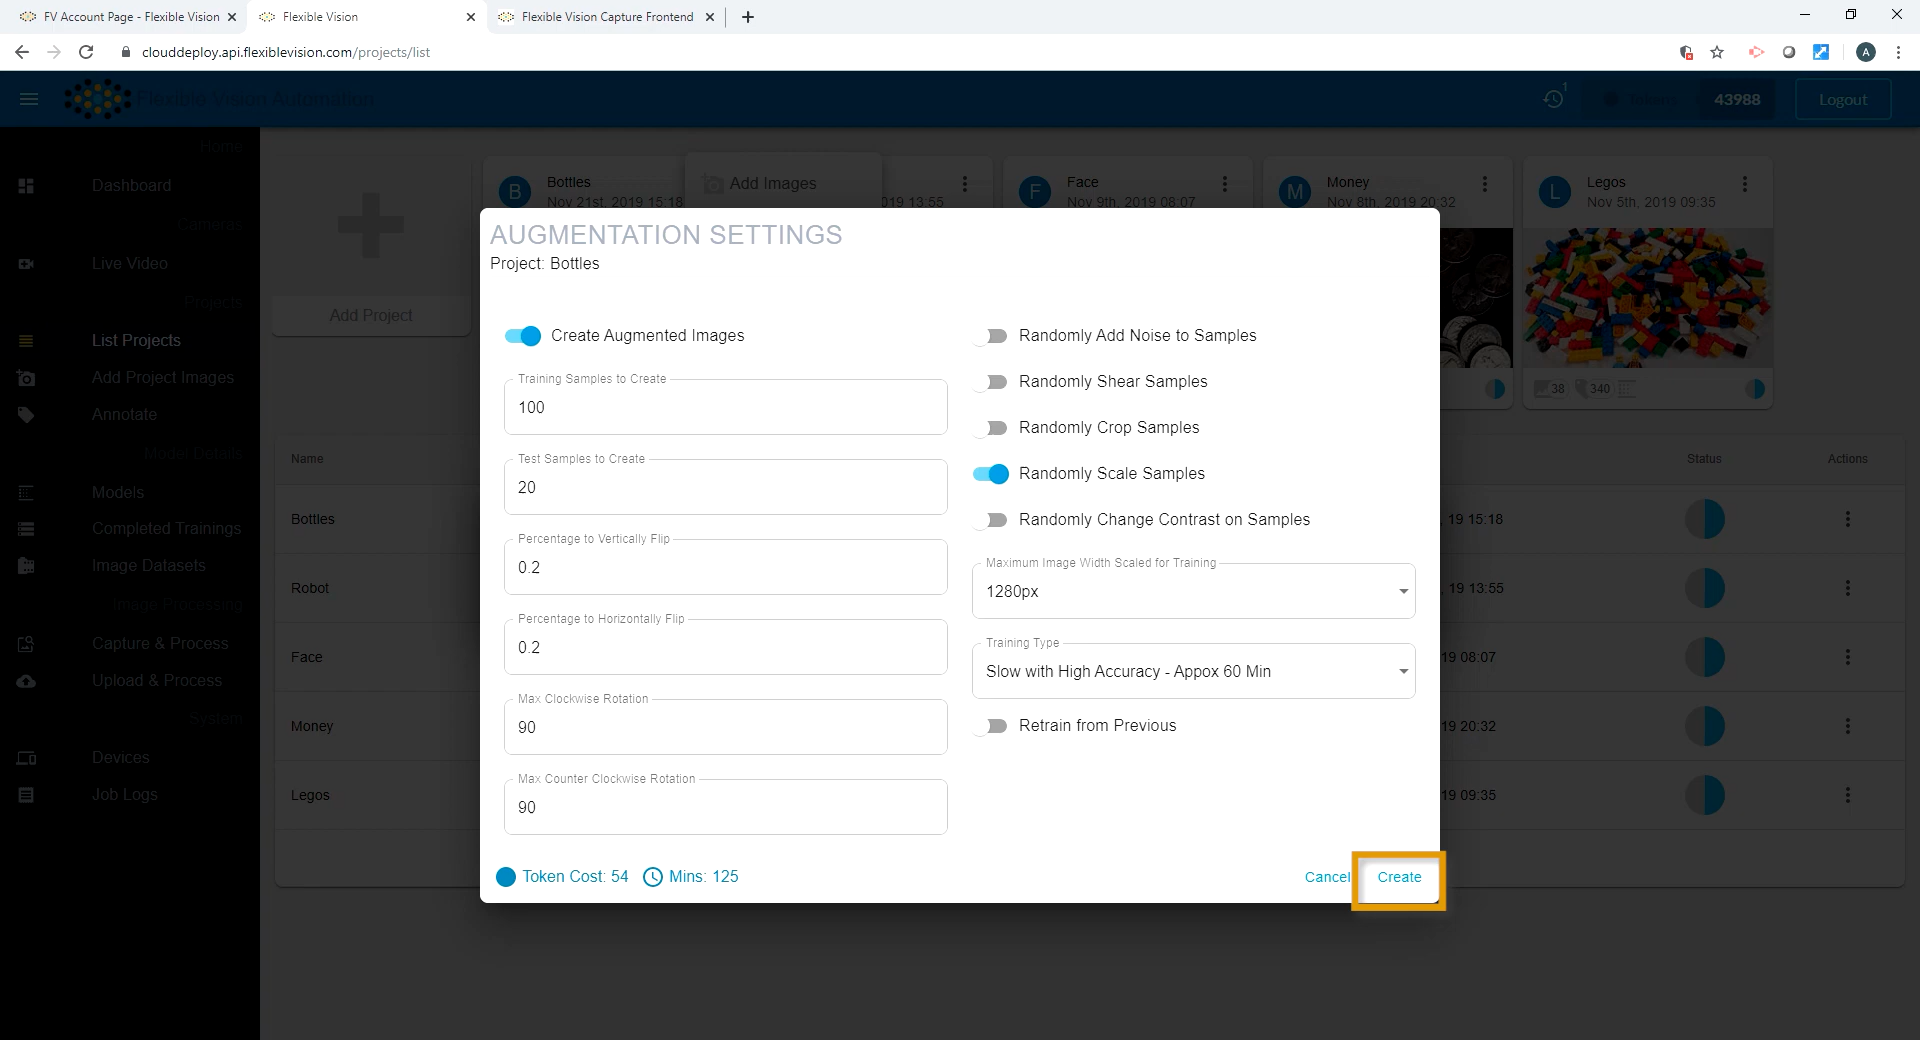 FV Account Page - Flexible Vision
Flexible Vision
Flexible Vision Capture Frontend
clouddeploy.api.flexiblevision.com/projects/list
A
Flexible Vision Automation
1
43988
Logout
Home
Dashboard
Cameras
Live Video
Projects
List Projects
Add Project Images
Annotate
Model Details
Models
Completed Trainings
Image Datasets
Image Processing
Capture & Process
Upload & Process
System
Devices
Job Logs
Add Project
B
Bottles
Nov 21st, 2019 15:18
Add Images
019 13:55
F
Face
Nov 9th, 2019 08:07
M
Money
Nov 8th, 2019 20:32
L
Legos
Nov 5th, 2019 09:35
38
340
Name
Status
Actions
Bottles
, 19 15:18
Robot
, 19 13:55
Face
19 08:07
Money
19 20:32
Legos
19 09:35
AUGMENTATION SETTINGS
Project: Bottles
Create Augmented Images
Training Samples to Create
100
Test Samples to Create
20
Percentage to Vertically Flip
0.2
Percentage to Horizontally Flip
0.2
Max Clockwise Rotation
90
Max Counter Clockwise Rotation
90
Randomly Add Noise to Samples
Randomly Shear Samples
Randomly Crop Samples
Randomly Scale Samples
Randomly Change Contrast on Samples
Maximum Image Width Scaled for Training
1280px
Training Type
Slow with High Accuracy - Appox 60 Min
Retrain from Previous
Token Cost: 54
Mins: 125
Cancel
Create